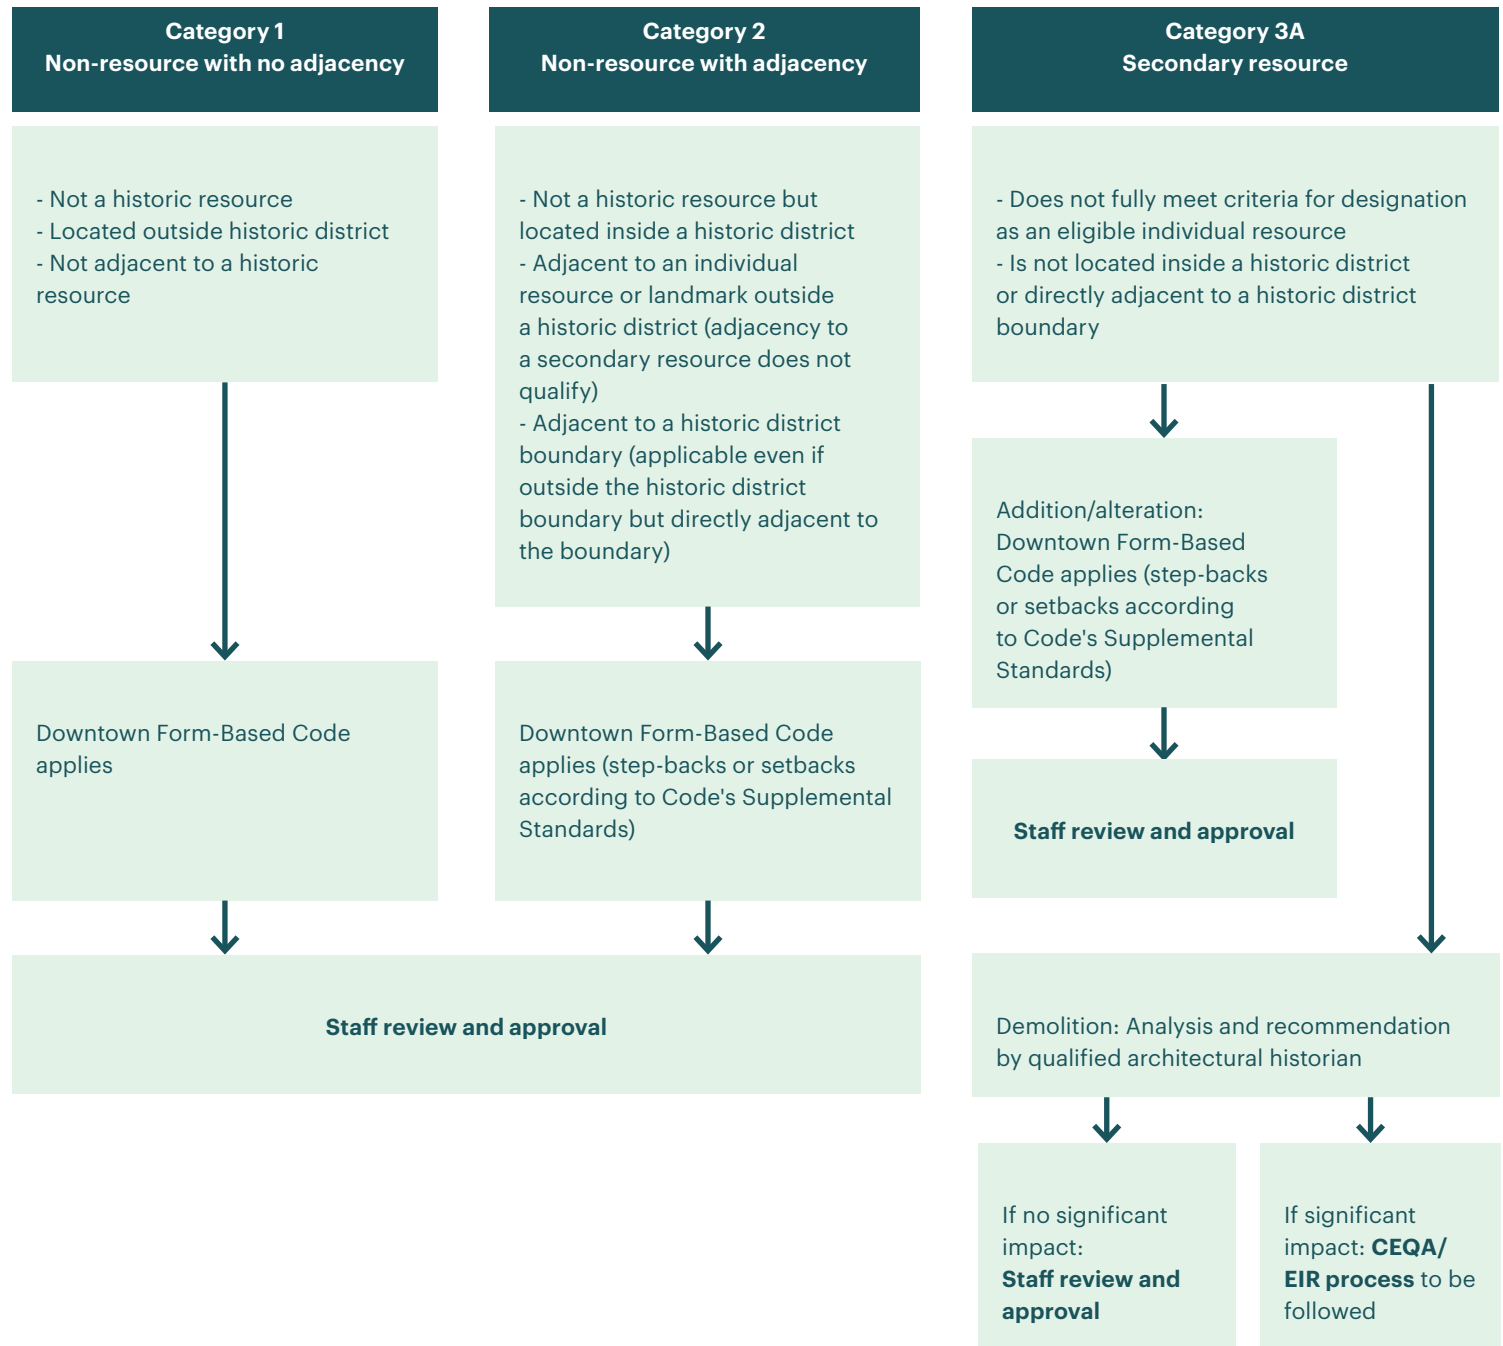 Category 1
Non-resource with no adjacency
- Not a historic resource
- Located outside historic district
- Not adjacent to a historic
resource
Downtown Form-Based Code
applies
Category 2
Non-resource with adjacency
- Not a historic resource but
located inside a historic district
- Adjacent to an individual
resource or landmark outside
a historic district (adjacency to
a secondary resource does not
qualify)
- Adjacent to a historic district
boundary (applicable even if
outside the historic district
boundary but directly adjacent to
the boundary)
Downtown Form-Based Code
applies (step-backs or setbacks
according to Code's Supplemental
Standards)
Staff review and approval
Category 3A
Secondary resource
- Does not fully meet criteria for designation
as an eligible individual resource
- Is not located inside a historic district
or directly adjacent to a historic district
boundary
Addition/alteration:
Downtown Form-Based
Code applies (step-backs
or setbacks according
to Code's Supplemental
Standards)
Staff review and approval
Demolition: Analysis and recommendation
by qualified architectural historian
If no significant
impact:
Staff review and
approval
If significant
impact: CEQA/
EIR process to be
followed